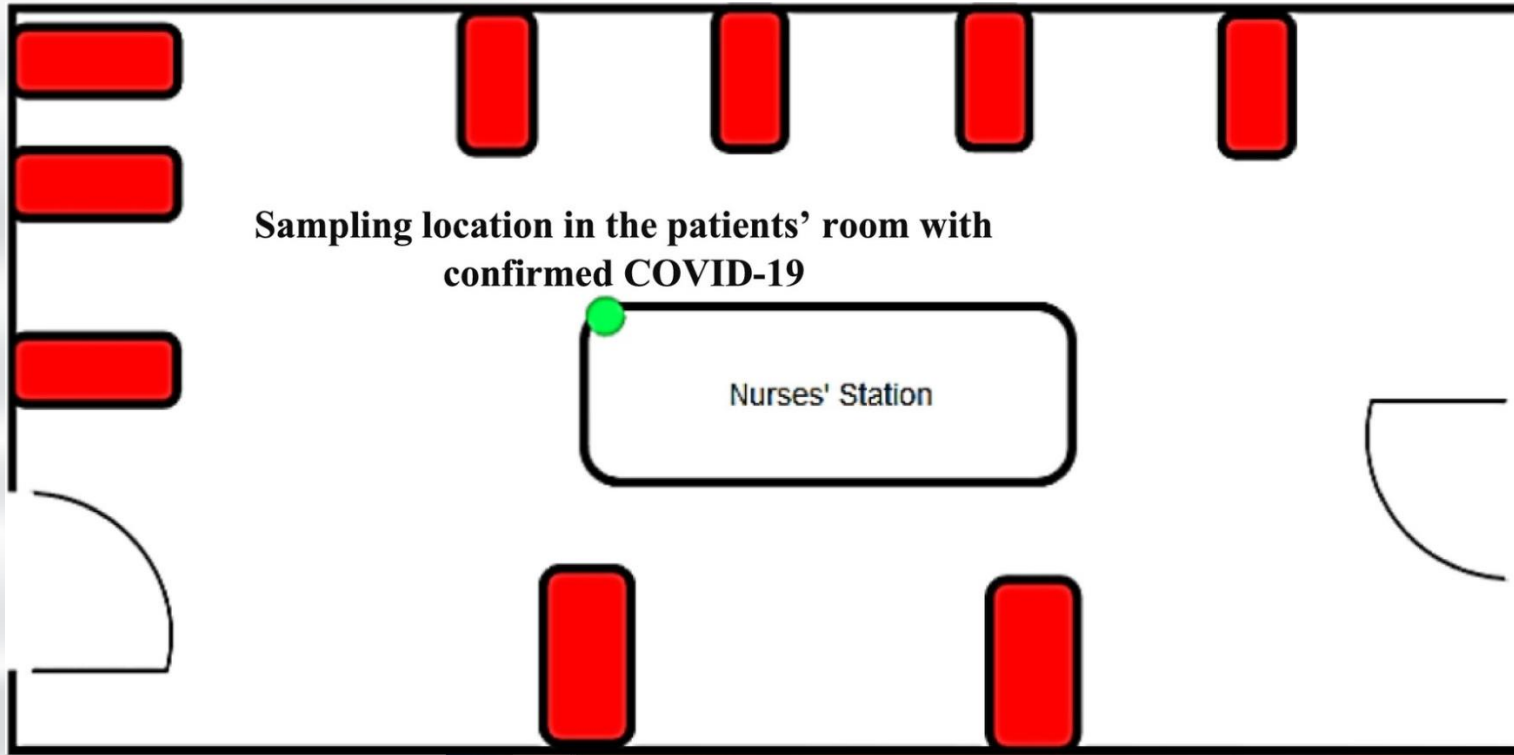 Sampling location in the patients’ room with
confirmed COVID-19
Nurses' Station